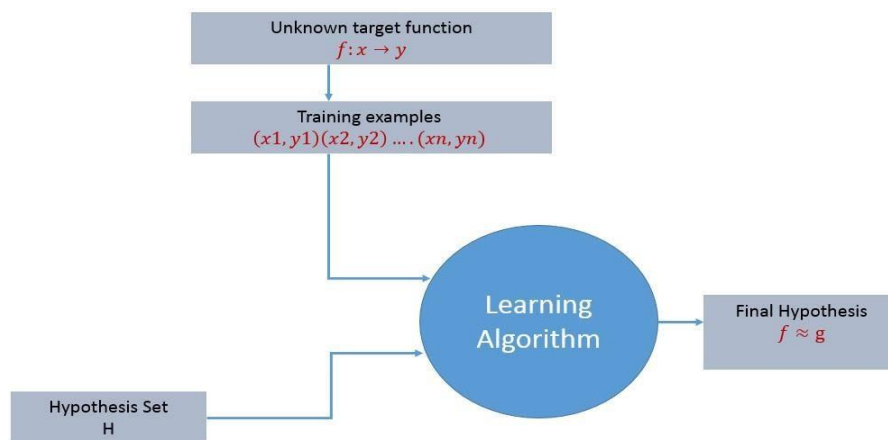 Unknown target function
f: x → y
Training examples
(x1, y1)(x2, y2) .... (xn, yn)
Learning
Algorithm
Final Hypothesis
f ≈ g
Hypothesis Set
H